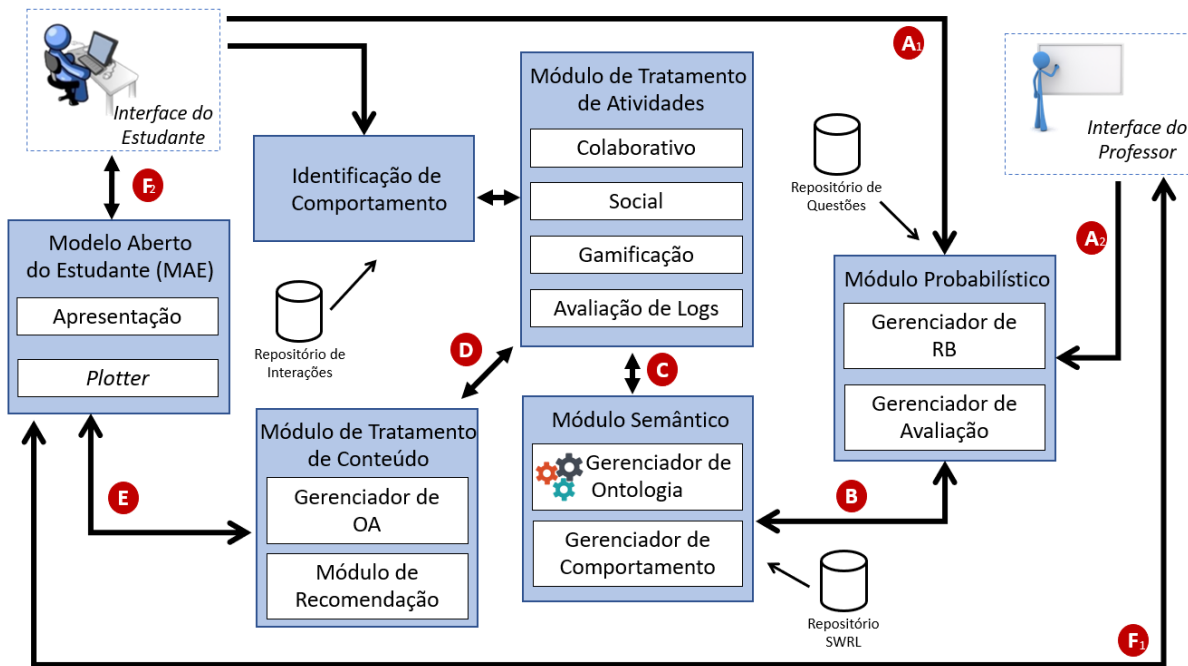 Interface do
Estudante
F2
Modelo Aberto
do Estudante (MAE)
Apresentação
Plotter
E
Identificação de
Comportamento
Repositório de
Interações
D
Módulo de Tratamento
de Conteúdo
Gerenciador de
OA
Módulo de
Recomendação
Módulo de Tratamento
de Atividades
Colaborativo
Social
Gamificação
Avaliação de Logs
C
Módulo Semântico
Gerenciador de
Ontologia
Gerenciador de
Comportamento
Repositório
SWRL
B
A1
Repositório de
Questões
Módulo Probabilístico
Gerenciador de
RB
Gerenciador de
Avaliação
A2
Interface do
Professor
F1